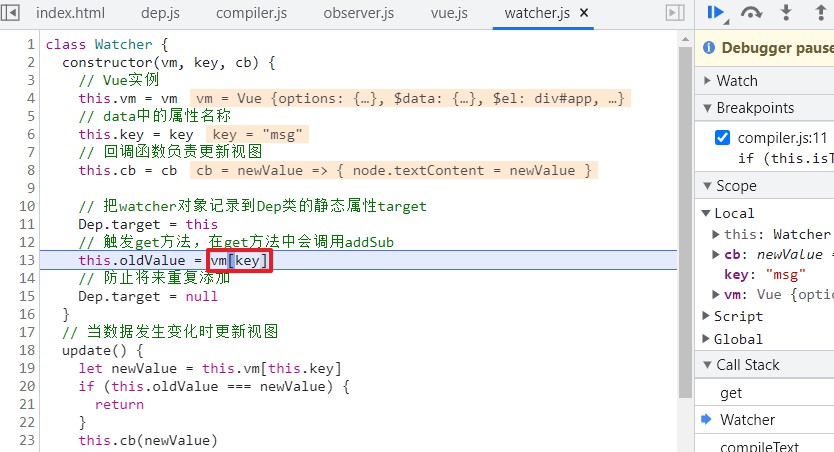 index.html dep.js compiler.js observer.js vue.js watcher.js ×
1 class Watcher {
2 constructor(vm, key, cb) {
3 // Vue实例
4 this.vm = vm vm = Vue {options: {…}, $data: {…}, $el: div#app, …}
5 // data中的属性名称
6 this.key = key key = "msg"
7 // 回调函数负责更新视图
8 this.cb = cb cb = newValue => { node.textContent = newValue }
9
10 // 把watcher对象记录到Dep类的静态属性target
11 Dep.target = this
12 // 触发get方法，在get方法中会调用addSub
13 this.oldValue = vm[key]
14 // 防止将来重复添加
15 Dep.target = null
16 }
17 // 当数据发生变化时更新视图
18 update() {
19 let newValue = this.vm[this.key]
20 if (this.oldValue === newValue) {
21 return
22 }
23 this.cb(newValue)
Debugger pause
Watch
Breakpoints
compiler.js:11
if (this.isT
Scope
Local
this: Watcher
cb: newValue =
key: "msg"
vm: Vue {optio
Script
Global
Call Stack
get
Watcher
compileText